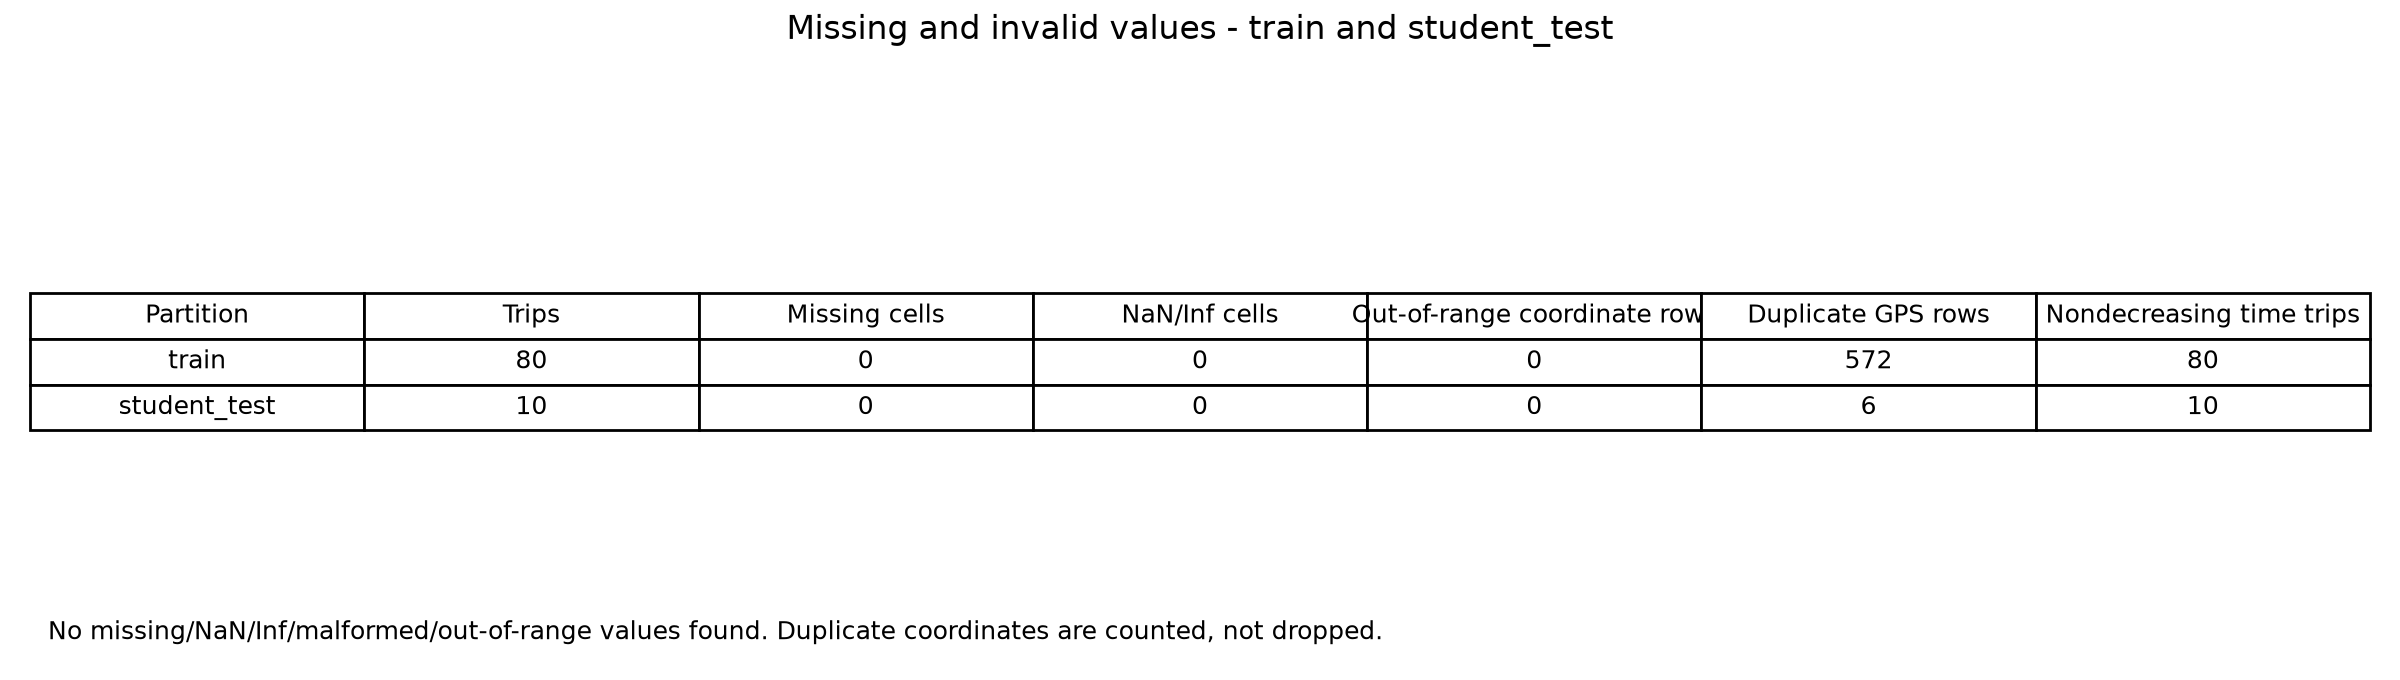 Missing and invalid values - train and student_test
Partition Trips Missing cells NaN/Inf cells Out-of-range coordinate row Duplicate GPS rows Nondecreasing time trips
train 80 0 0 0 572 80
student_test 10 0 0 0 6 10
No missing/NaN/Inf/malformed/out-of-range values found. Duplicate coordinates are counted, not dropped.